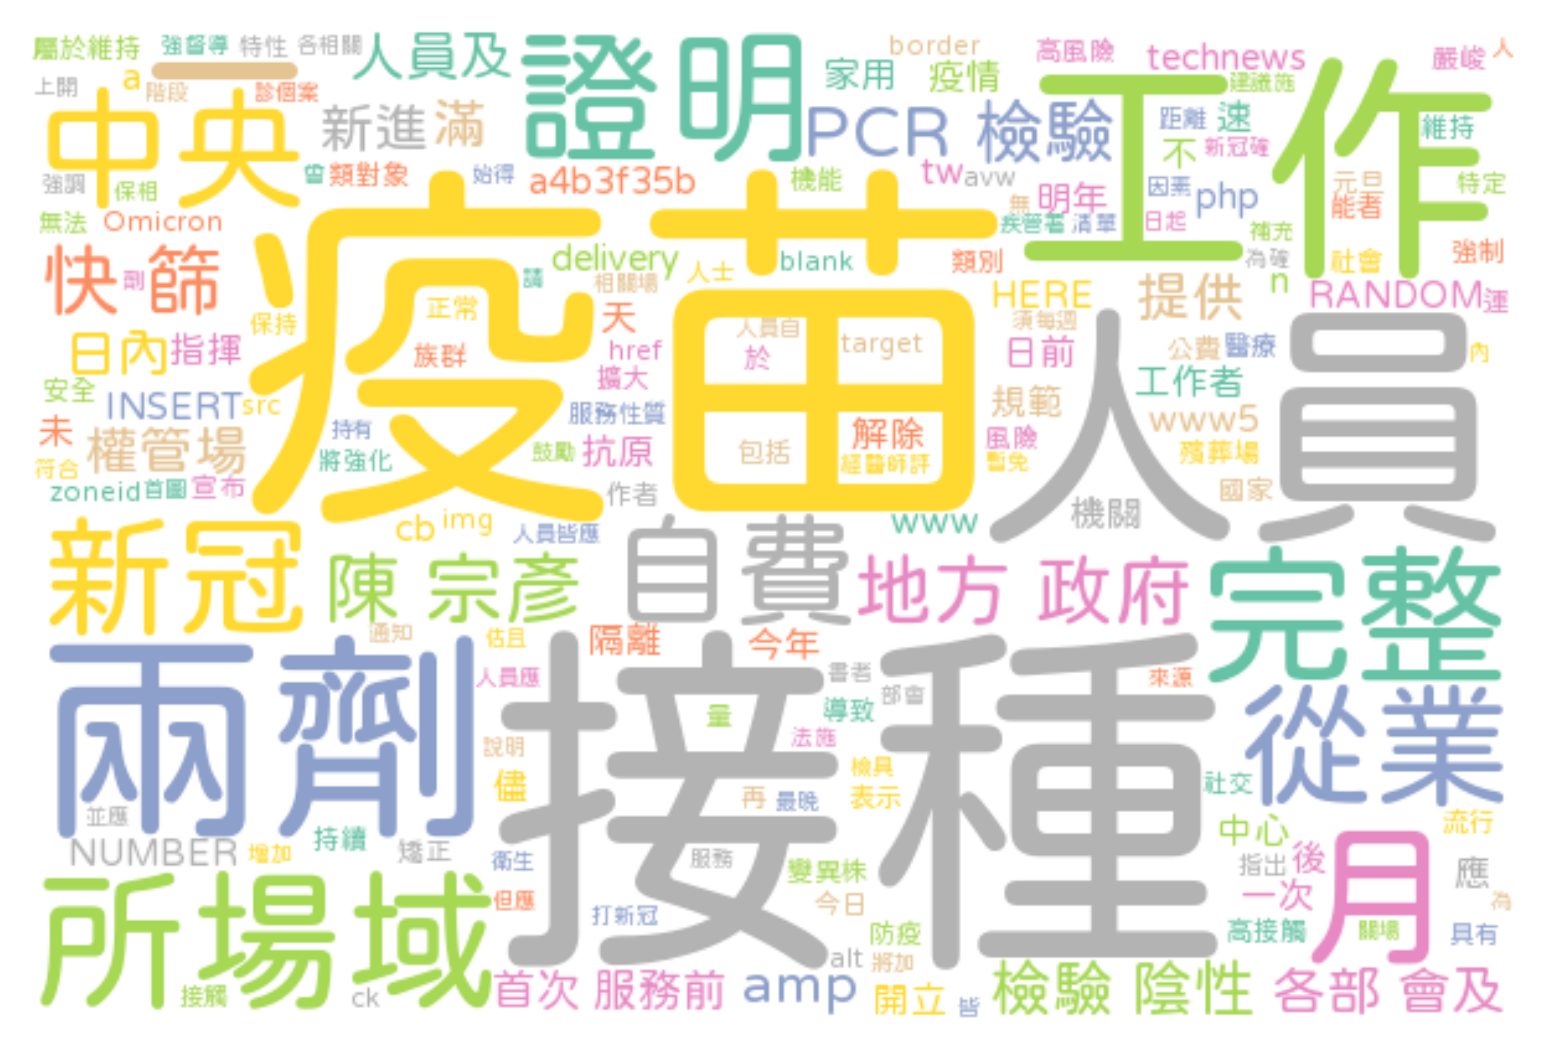 屬於維持 強督導 特性 各相關 人員及 證明 border 高風險 technews 嚴峻 人
上開 a 階段 一 診個案 家用 疫情 工作 建議施
中央 新進 滿 PCR 檢驗 距離 速 維持
不 新冠確
強調 保相 曾 類對象 始得 a4b3f35b 機能 tw avw 明年 因素 php 元旦 特定
無法 Omicron 無 疾管署 清單 日起 能者
疫苗 補充
快篩 劑 delivery blank 類別 為確 社會 強制
請 相關場 人士 HERE 提供 n RANDOM 運
保持 正常 天 人員自 須每週
日內 指揮 族群 href 於 target 日前 公費 醫療 內
安全 擴大 人員 工作者
INSERT src 服務性質 規範 www5
未 權管場 持有 解除 風險
符合 將強化 鼓勵 抗原 包括 經醫師評 暫免 殯葬場
zoneid 首圖 宣布 作者 國家
cb img 人員皆應 www 機關
新冠 陳 宗彥 自費 地方 政府 完整
通知 估且 隔離 今年
兩劑 人員應 接種 書者 來源
部會 從業
量 導致
說明 法施
儘 檢具 社交
再 最晚 表示
並應 流行
NUMBER 增加 持續 矯正 中心
衛生 服務 變異株 指出 後 月 應
所場域 但應 今日 一次 為
打新冠 防疫 高接觸 關場 具有
接觸 ck 首次 服務前 alt 將加
amp 開立 皆 檢驗 陰性 各部 會及